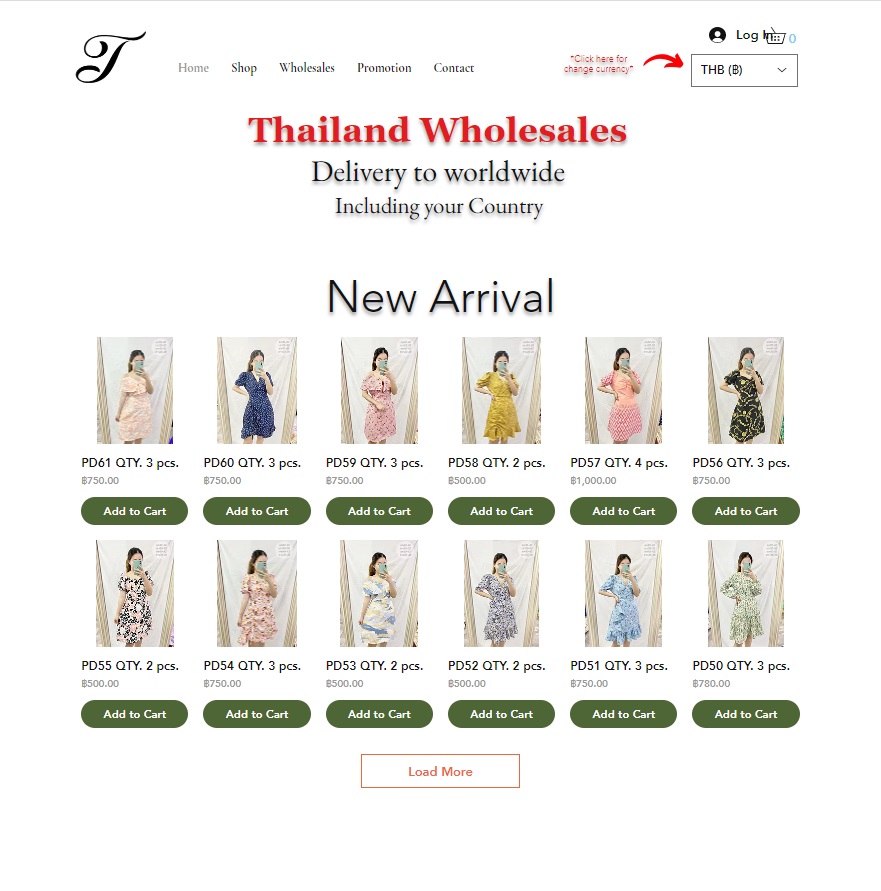 T
Log In
0
Home
Shop
Wholesales
Promotion
Contact
"Click here for
change currency"
THB (฿)
Thailand Wholesales
Delivery to worldwide
Including your Country
New Arrival
PD61 QTY. 3 pcs.
฿750.00
Add to Cart
PD60 QTY. 3 pcs.
฿750.00
Add to Cart
PD59 QTY. 3 pcs.
฿750.00
Add to Cart
PD58 QTY. 2 pcs.
฿500.00
Add to Cart
PD57 QTY. 4 pcs.
฿1,000.00
Add to Cart
PD56 QTY. 3 pcs.
฿750.00
Add to Cart
PD55 QTY. 2 pcs.
฿500.00
Add to Cart
PD54 QTY. 3 pcs.
฿750.00
Add to Cart
PD53 QTY. 2 pcs.
฿500.00
Add to Cart
PD52 QTY. 2 pcs.
฿500.00
Add to Cart
PD51 QTY. 3 pcs.
฿750.00
Add to Cart
PD50 QTY. 3 pcs.
฿780.00
Add to Cart
Load More